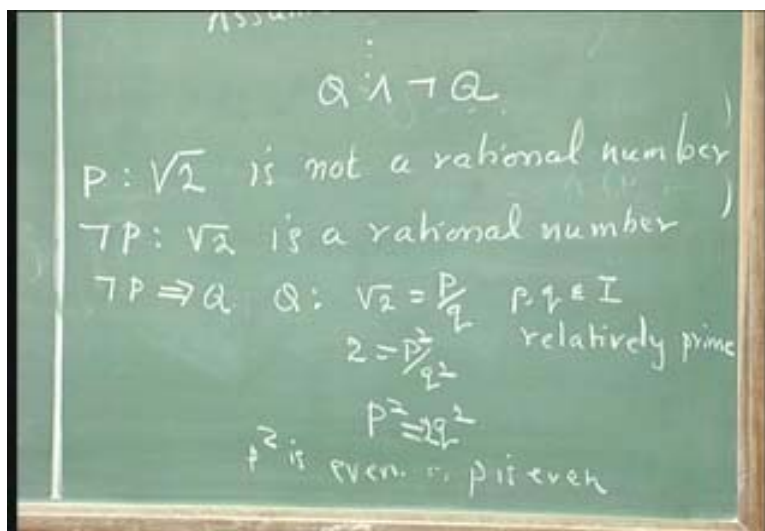 Assum
Q ∧ ¬ Q
P : √2 is not a rational number
¬P : √2 is a rational number
¬P ⇒ Q Q : √2 = p/q p, q ∈ I
relatively prime
2 = p²/q²
p² = 2q²
p² is even. ∴ p is even